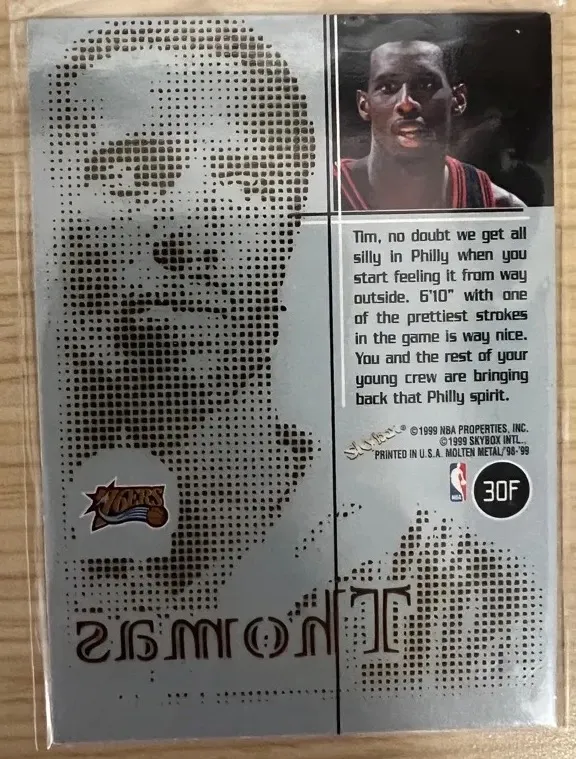 Tim, no doubt we get all
silly in Philly when you
start feeling it from way
outside. 6'10" with one
of the prettiest strokes
in the game is way nice.
You and the rest of your
young crew are bringing
back that Philly spirit.
SKYBOX® ©1999 NBA PROPERTIES, INC.
©1999 SKYBOX INTL.,
PRINTED IN U.S.A. MOLTEN METAL/'98-'99
NBA
30F
76ERS
Thomas